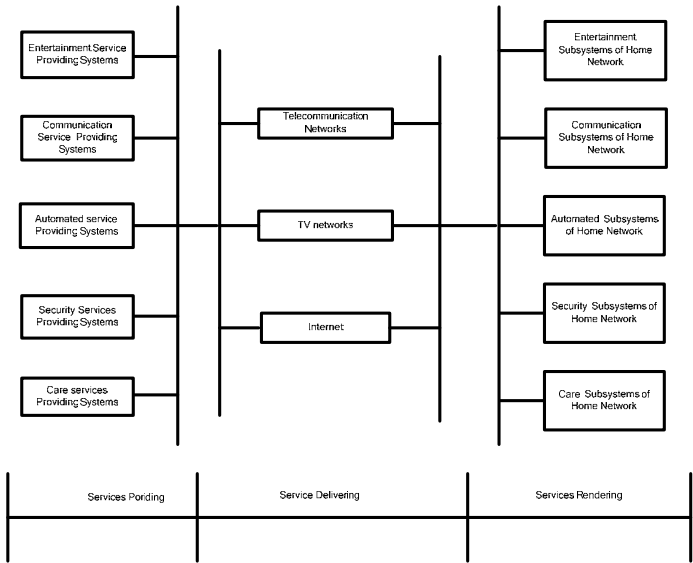 Entertainment Service
Providing Systems
Communication
Service Providing
Systems
Automated service
Providing Systems
Security Services
Providing Systems
Care services
Providing Systems
Telecommunication
Networks
TV networks
Internet
Entertainment
Subsystems of Home
Network
Communication
Subsystems of Home
Network
Automated Subsystems
of Home Network
Security Subsystems of
Home Network
Care Subsystems of
Home Network
Services Poriding
Service Delivering
Services Rendering